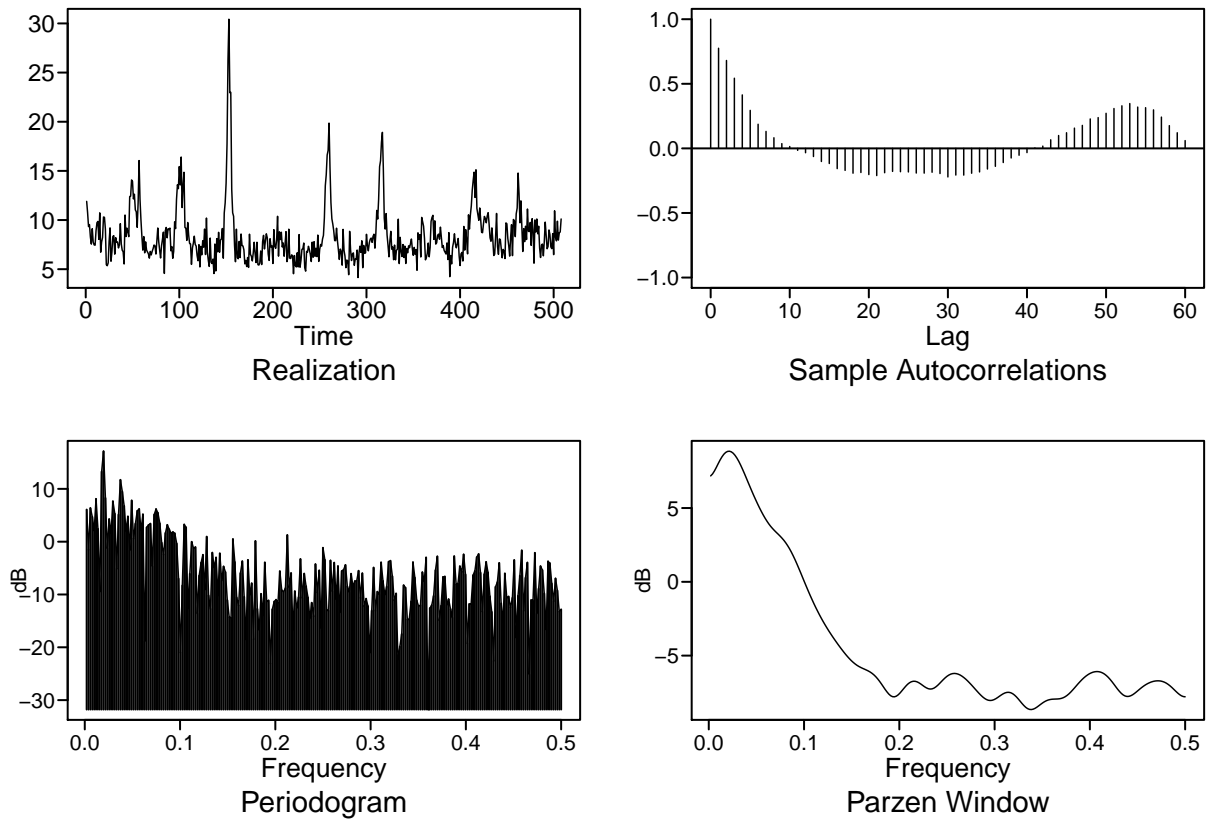 30
25
20
15
10
5
0 100 200 300 400 500
Time
Realization
1.0
0.5
0.0
−0.5
−1.0
0 10 20 30 40 50 60
Lag
Sample Autocorrelations
10
0
−10
−20
−30
dB
0.0 0.1 0.2 0.3 0.4 0.5
Frequency
Periodogram
5
0
−5
dB
0.0 0.1 0.2 0.3 0.4 0.5
Frequency
Parzen Window